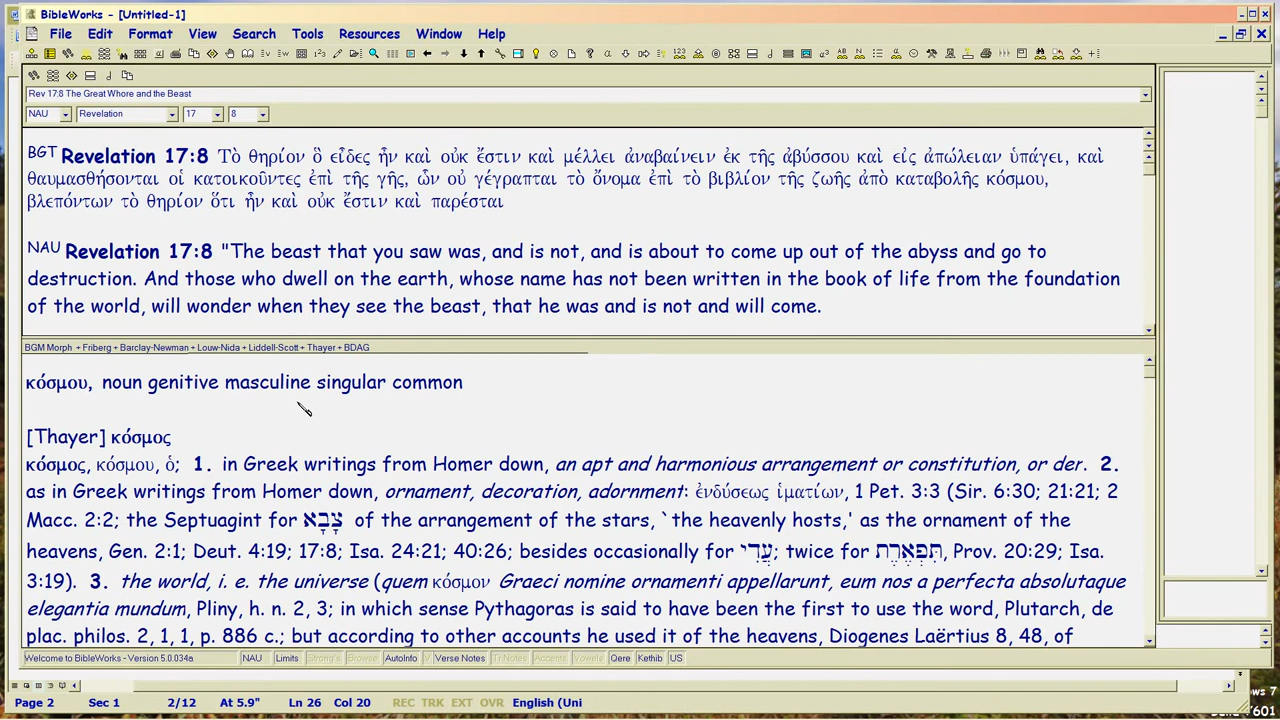 BibleWorks - [Untitled-1]
File Edit Format View Search Tools Resources Window Help
Rev 17:8 The Great Whore and the Beast
NAU Revelation 17 8
BGT Revelation 17:8 Τὸ θηρίον ὃ εἶδες ἦν καὶ οὐκ ἔστιν καὶ μέλλει ἀναβαίνειν ἐκ τῆς ἀβύσσου καὶ εἰς ἀπώλειαν ὑπάγει, καὶ
θαυμασθήσονται οἱ κατοικοῦντες ἐπὶ τῆς γῆς, ὧν οὐ γέγραπται τὸ ὄνομα ἐπὶ τὸ βιβλίον τῆς ζωῆς ἀπὸ καταβολῆς κόσμου,
βλεπόντων τὸ θηρίον ὅτι ἦν καὶ οὐκ ἔστιν καὶ παρέσται
NAU Revelation 17:8 "The beast that you saw was, and is not, and is about to come up out of the abyss and go to
destruction. And those who dwell on the earth, whose name has not been written in the book of life from the foundation
of the world, will wonder when they see the beast, that he was and is not and will come.
BGM Morph + Friberg + Barclay-Newman + Louw-Nida + Liddell-Scott + Thayer + BDAG
κόσμου, noun genitive masculine singular common
[Thayer] κόσμος
κόσμος, κόσμου, ὁ; 1. in Greek writings from Homer down, an apt and harmonious arrangement or constitution, or der. 2.
as in Greek writings from Homer down, ornament, decoration, adornment: ἐνδύσεως ἱματίων, 1 Pet. 3:3 (Sir. 6:30; 21:21; 2
Macc. 2:2; the Septuagint for צָבָא of the arrangement of the stars, `the heavenly hosts,' as the ornament of the
heavens, Gen. 2:1; Deut. 4:19; 17:8; Isa. 24:21; 40:26; besides occasionally for עֲדִי; twice for תִּפְאֶרֶת, Prov. 20:29; Isa.
3:19). 3. the world, i. e. the universe (quem κόσμον Graeci nomine ornamenti appellarunt, eum nos a perfecta absolutaque
elegantia mundum, Pliny, h. n. 2, 3; in which sense Pythagoras is said to have been the first to use the word, Plutarch, de
plac. philos. 2, 1, 1, p. 886 c.; but according to other accounts he used it of the heavens, Diogenes Laërtius 8, 48, of
Welcome to BibleWorks - Version 5.0.034a NAU Limits Strong's Browse AutoInfo V Verse Notes Tr Notes Accents Vowels Qere Kethib US
Page 2 Sec 1 2/12 At 5.9" Ln 26 Col 20 REC TRK EXT OVR English (Uni